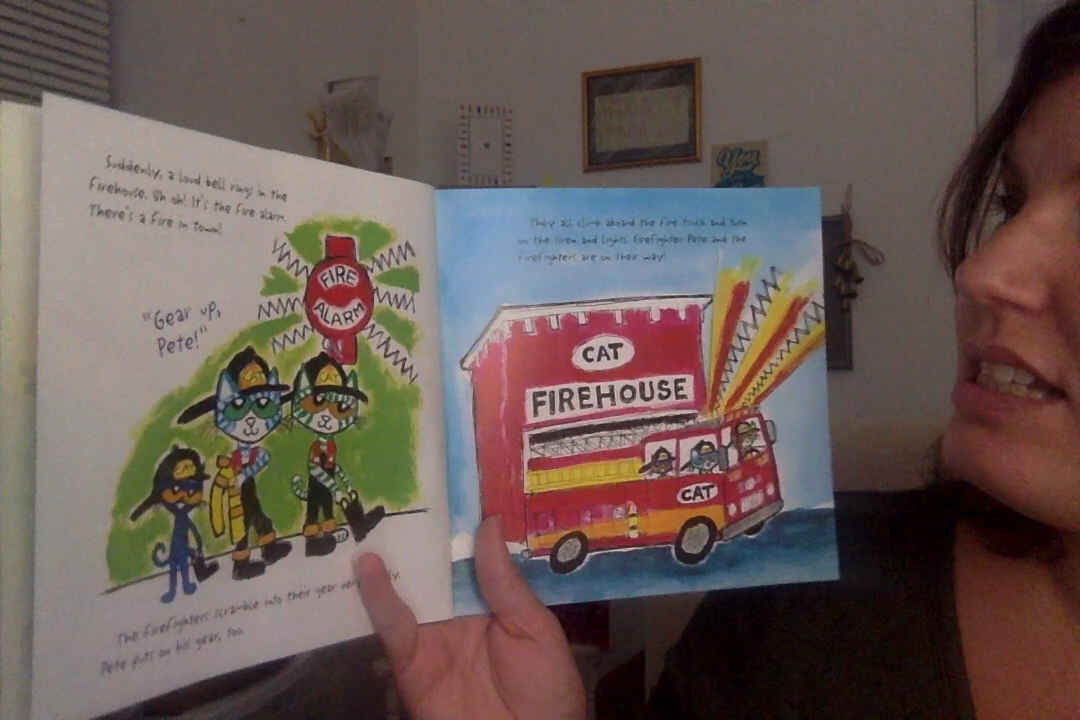 Suddenly, a loud bell rings in the
firehouse. Uh oh! It's the fire alarm.
There's a fire in town!
FIRE
ALARM
"Gear up,
Pete!"
CAT
CAT
The firefighters scramble into their gear
Pete puts on his gear, too.
They all climb aboard the fire truck and turn
on the siren and lights. Firefighter Pete and the
firefighters are on their way!
CAT
FIREHOUSE
CAT
You